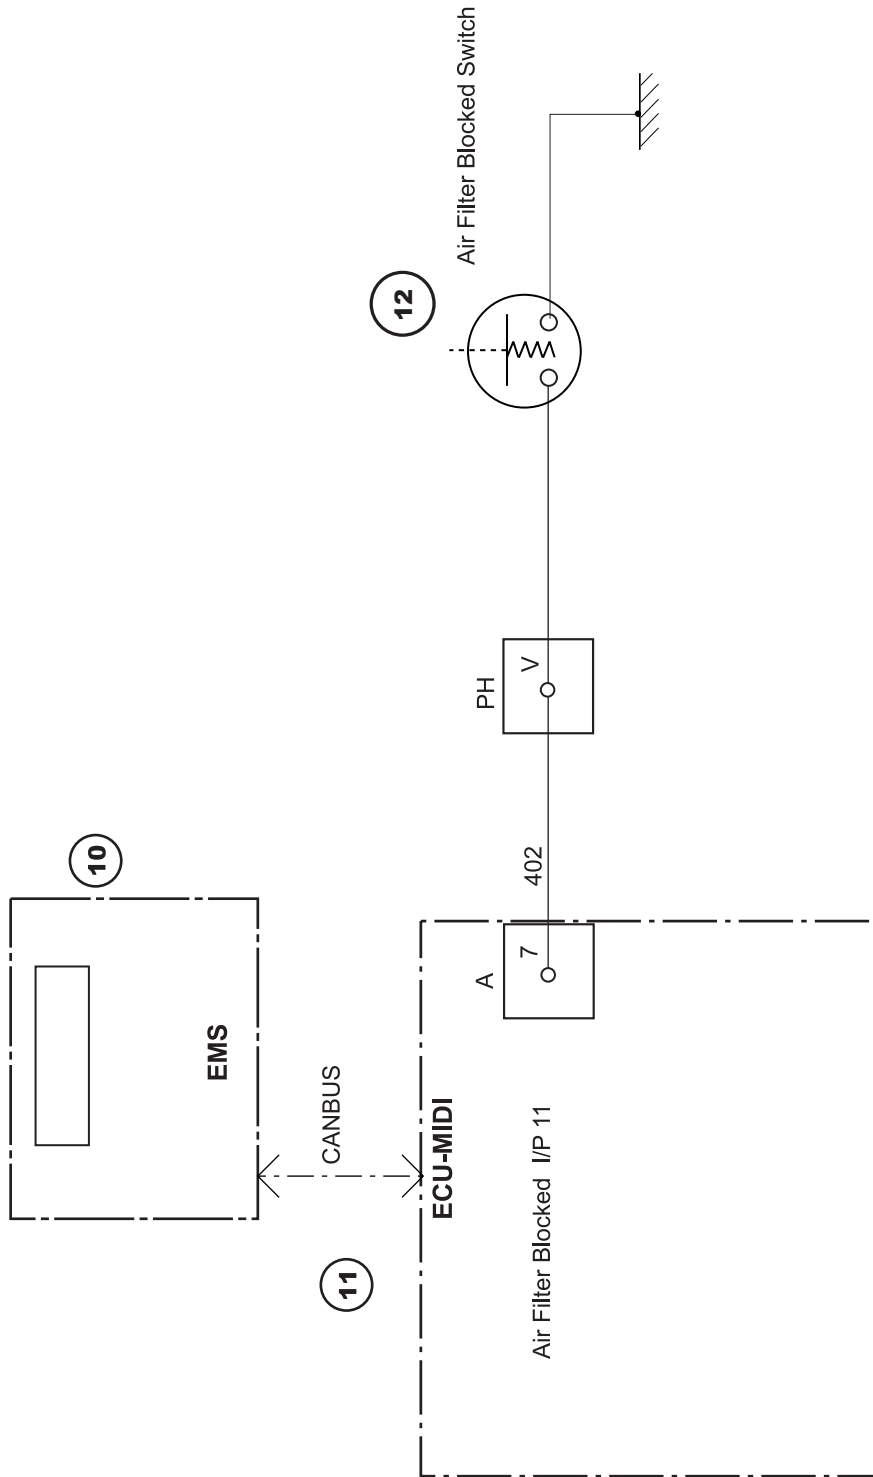 10
EMS
CANBUS
11
ECU-MIDI
Air Filter Blocked I/P 11
A
7
402
PH
V
12
Air Filter Blocked Switch